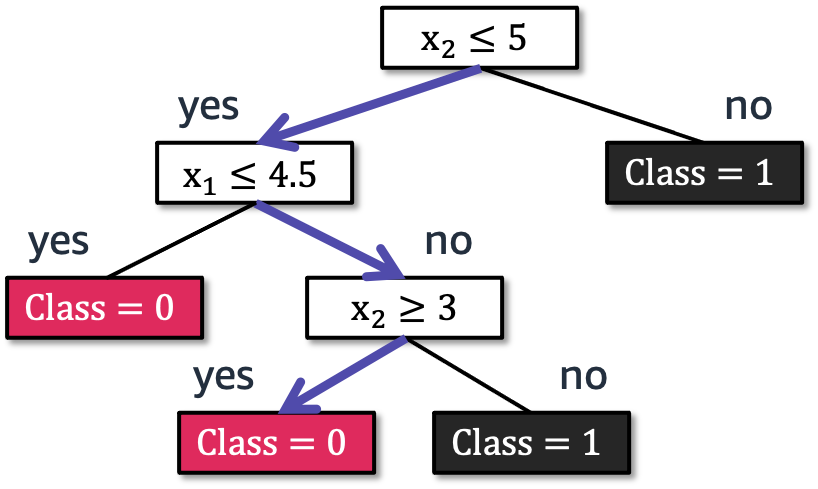 x₂ ≤ 5
yes
no
x₁ ≤ 4.5
Class = 1
yes
no
Class = 0
x₂ ≥ 3
yes
no
Class = 0
Class = 1